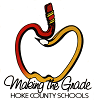 Making the Grade
HOKE COUNTY SCHOOLS